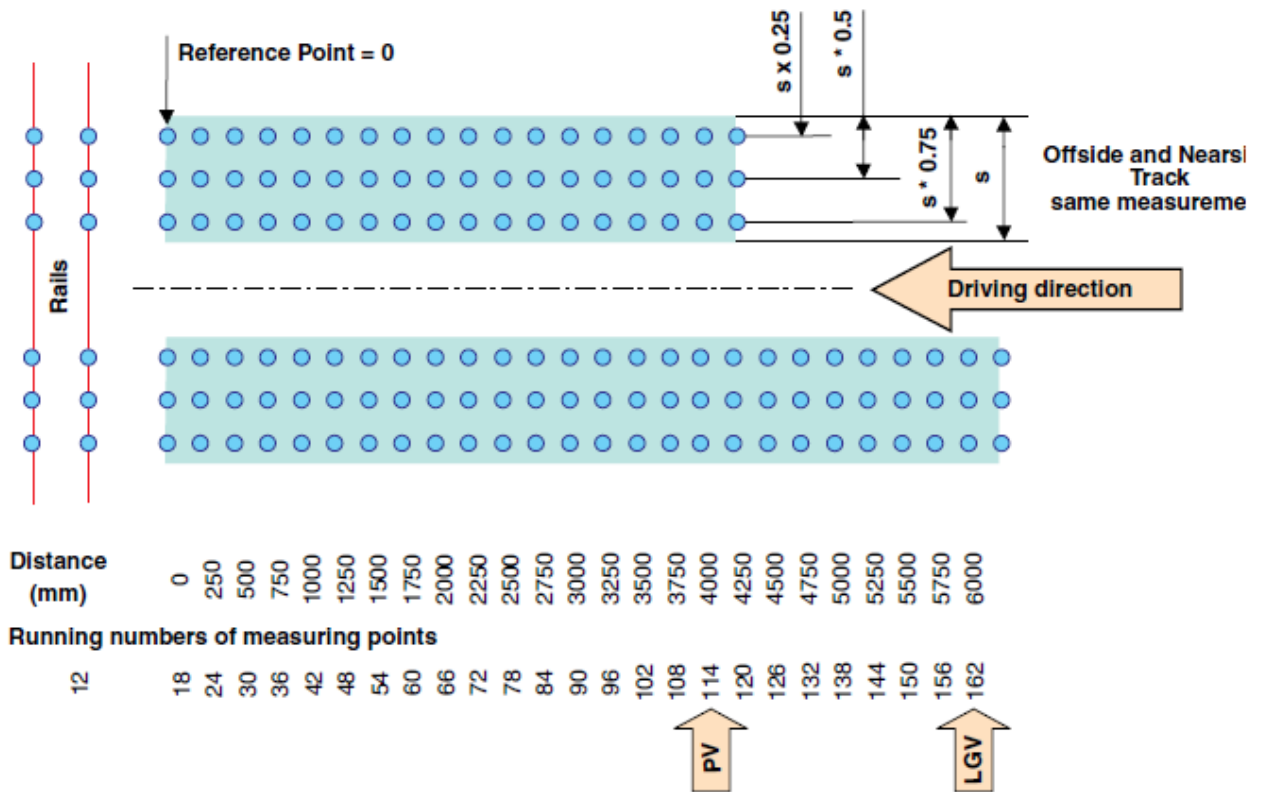 Reference Point = 0
s x 0.25
s * 0.5
s * 0.75
s
Offside and Nearsi
Track
same measureme
Rails
Driving direction
Distance
(mm)
0 250 500 750 1000 1250 1500 1750 2000 2250 2500 2750 3000 3250 3500 3750 4000 4250 4500 4750 5000 5250 5500 5750 6000
Running numbers of measuring points
12 18 24 30 36 42 48 54 60 66 72 78 84 90 96 102 108 114 120 126 132 138 144 150 156 162
PV
LGV